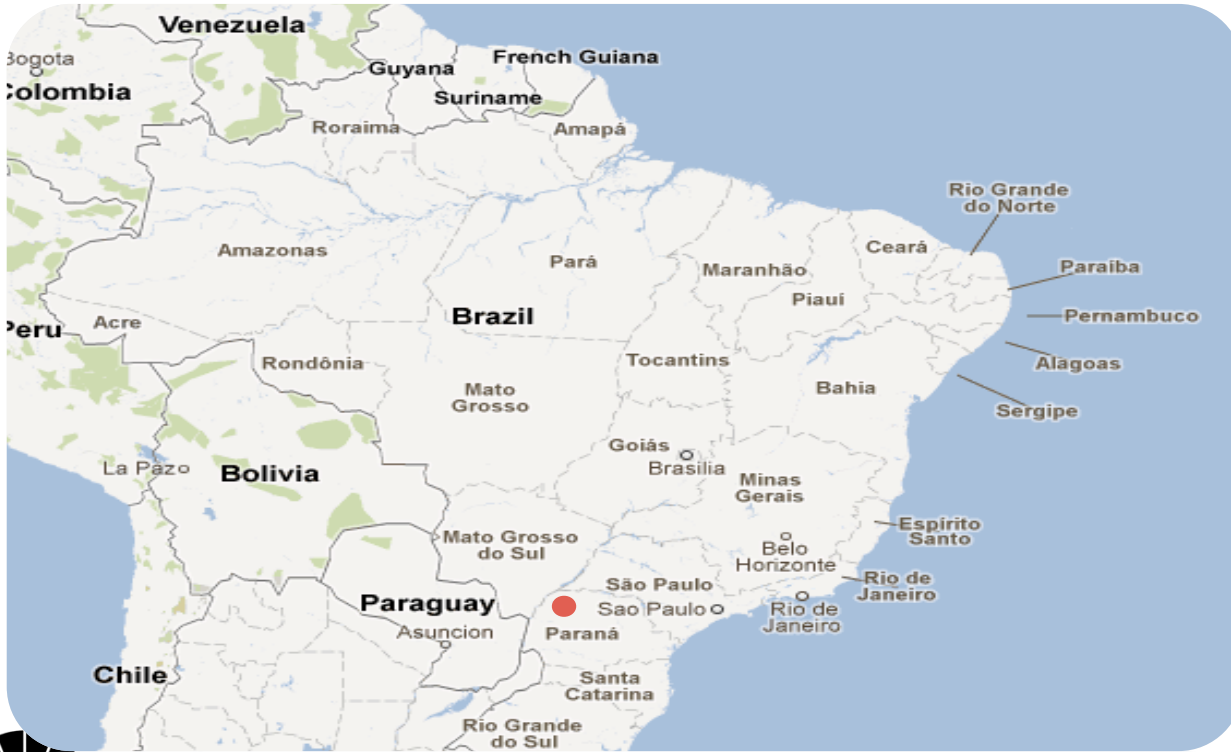 Venezuela
Bogota
Colombia
Guyana
French Guiana
Suriname
Roraima
Amapá
Rio Grande
do Norte
Amazonas
Pará
Maranhão
Ceará
Piauí
Paraíba
Pernambuco
Peru
Acre
Brazil
Rondônia
Tocantins
Alagoas
Mato
Grosso
Bahia
Sergipe
Goiás
Brasilia
La Paz
Bolivia
Minas
Gerais
Mato Grosso
do Sul
Espírito
Santo
Belo
Horizonte
São Paulo
Rio de
Janeiro
Paraguay
Sao Paulo
Rio de
Janeiro
Asuncion
Paraná
Chile
Santa
Catarina
Rio Grande
do Sul